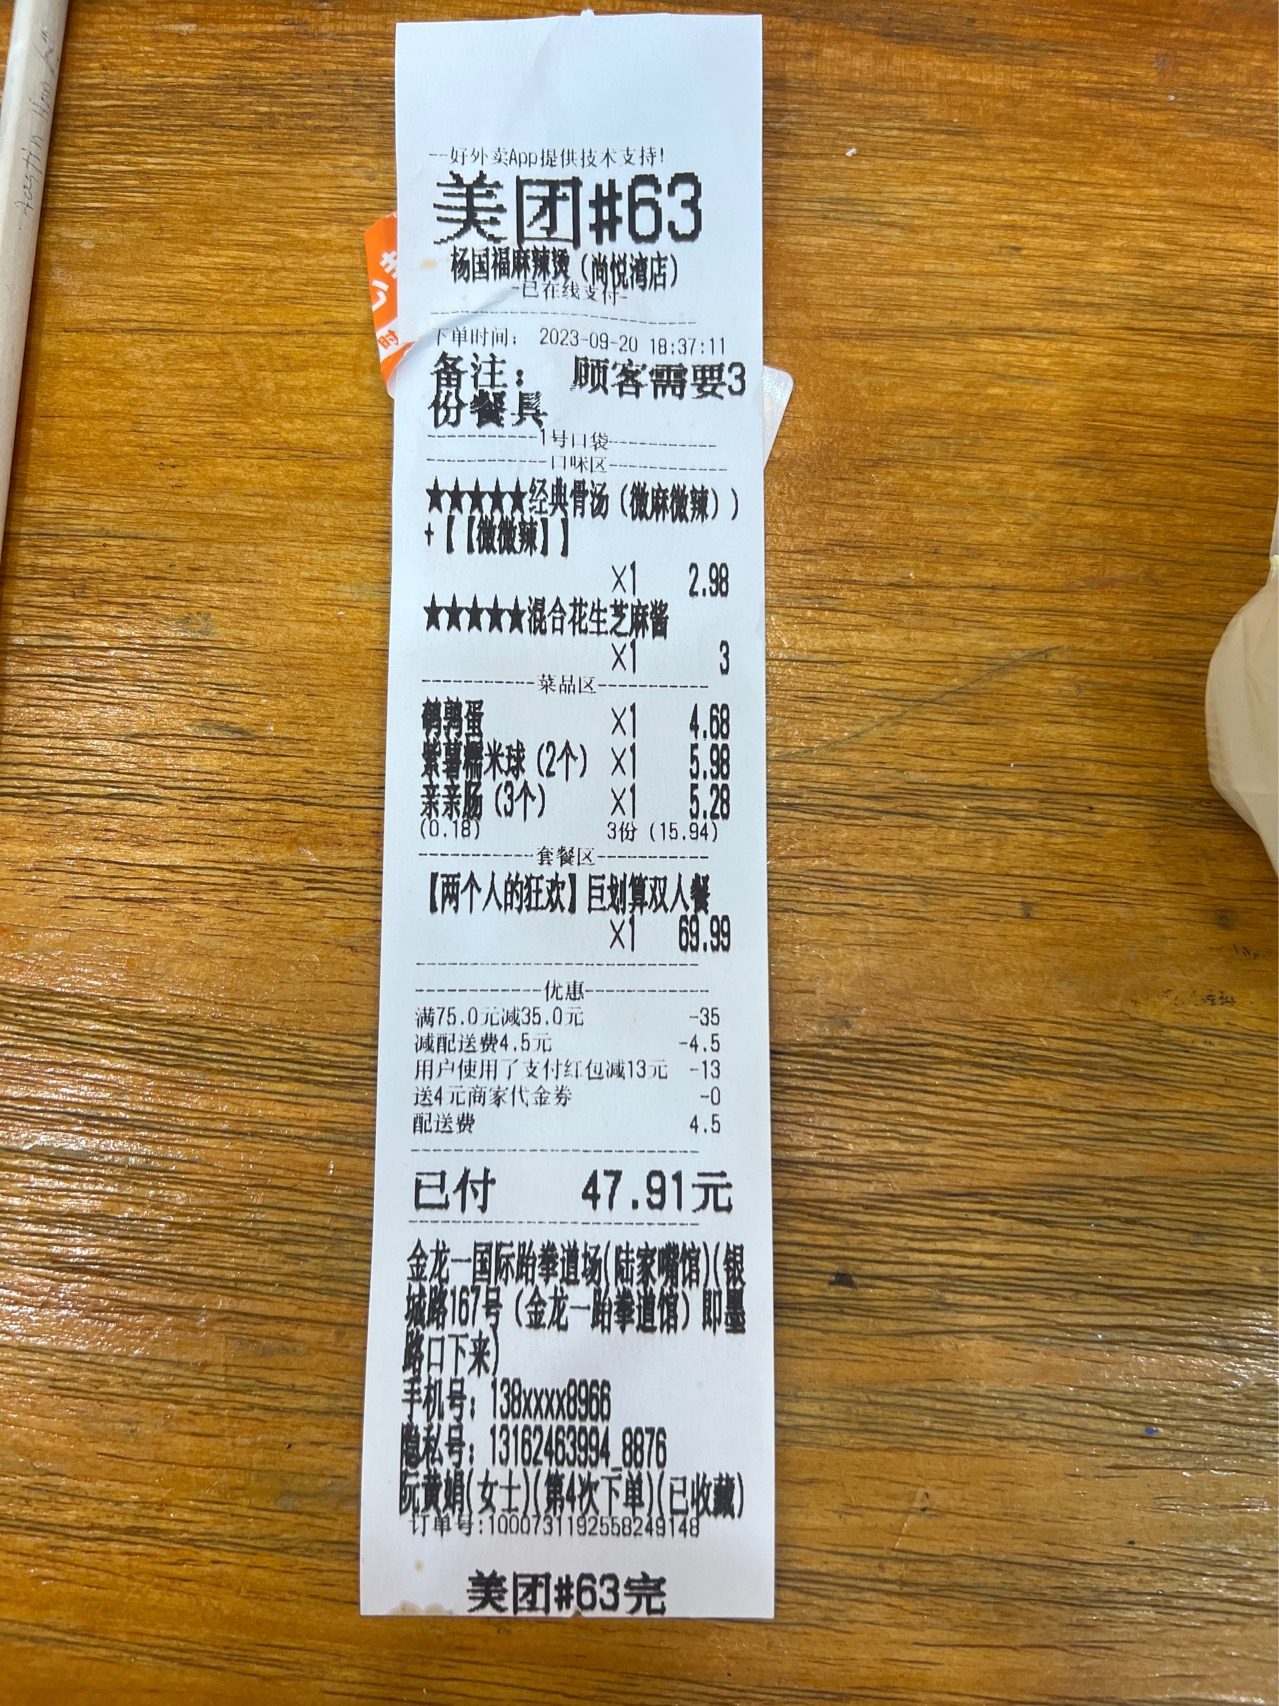 一好外卖App提供技术支持!
美团#63
杨国福麻辣烫（尚悦湾店）
-已在线支付-
下单时间： 2023-09-20 18:37:11
备注： 顾客需要3
份餐具
-----------1号口袋-----------
-----------口味区-----------
★★★★★经典骨汤（微麻微辣））
+【【微微辣】】
×1 2.98
★★★★★混合花生芝麻酱
×1 3
-----------菜品区-----------
鹌鹑蛋 ×1 4.68
紫薯糯米球（2个） ×1 5.98
亲亲肠（3个） ×1 5.28
(0.18) 3份 (15.94)
-----------套餐区-----------
【两个人的狂欢】巨划算双人餐
×1 69.99
------------优惠------------
满75.0元减35.0元 -35
减配送费4.5元 -4.5
用户使用了支付红包减13元 -13
送4元商家代金券 -0
配送费 4.5
已付 47.91元
金龙一国际跆拳道场(陆家嘴馆)(银
城路167号（金龙一跆拳道馆）即墨
路口下来)
手机号：138xxxx8966
隐私号：13162463994_8876
阮黄娟(女士)(第4次下单)(已收藏)
订单号:1000731192558249148
美团#63完